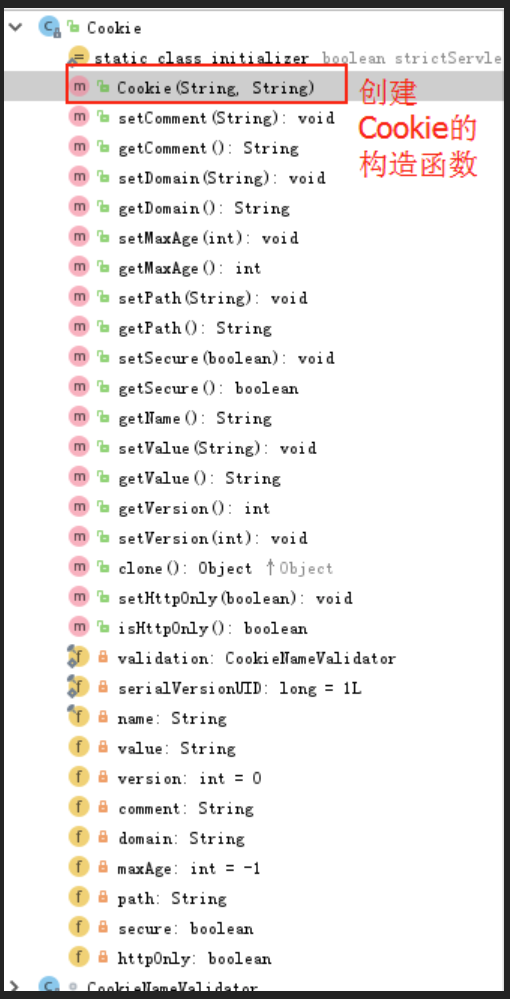 Cookie
static class initializer boolean strictServle
Cookie(String, String)
创建
Cookie的
构造函数
setComment(String): void
getComment(): String
setDomain(String): void
getDomain(): String
setMaxAge(int): void
getMaxAge(): int
setPath(String): void
getPath(): String
setSecure(boolean): void
getSecure(): boolean
getName(): String
setValue(String): void
getValue(): String
getVersion(): int
setVersion(int): void
clone(): Object ↑Object
setHttpOnly(boolean): void
isHttpOnly(): boolean
validation: CookieNameValidator
serialVersionUID: long = 1L
name: String
value: String
version: int = 0
comment: String
domain: String
maxAge: int = -1
path: String
secure: boolean
httpOnly: boolean
CookieNameValidator